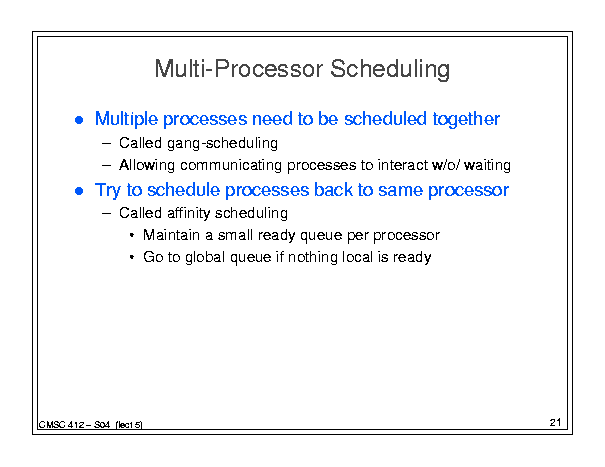 Multi-Processor Scheduling
● Multiple processes need to be scheduled together
– Called gang-scheduling
– Allowing communicating processes to interact w/o/ waiting
● Try to schedule processes back to same processor
– Called affinity scheduling
• Maintain a small ready queue per processor
• Go to global queue if nothing local is ready
CMSC 412 – S04 (lect 5)
21